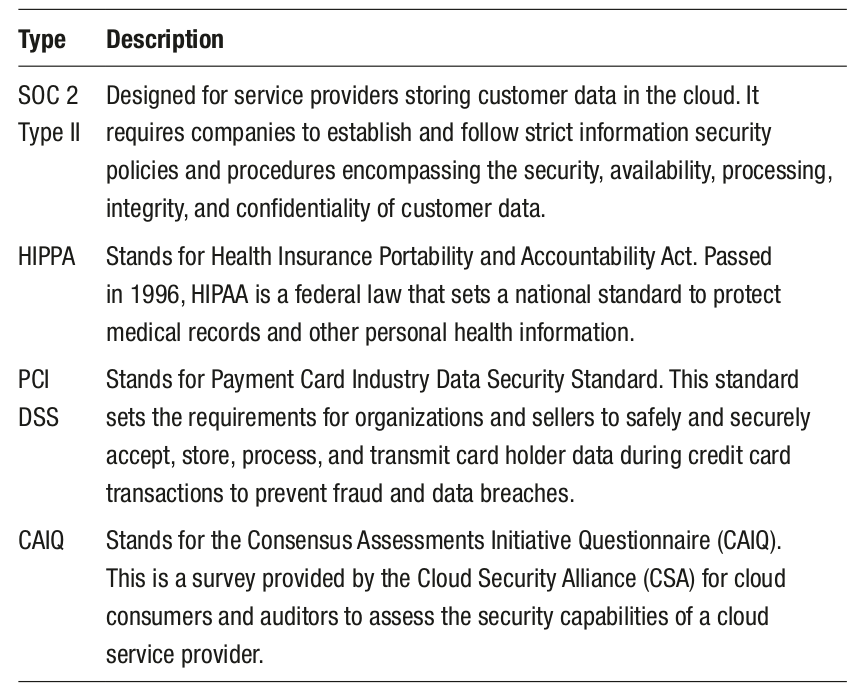 Type Description
SOC 2 Designed for service providers storing customer data in the cloud. It
Type II requires companies to establish and follow strict information security
policies and procedures encompassing the security, availability, processing,
integrity, and confidentiality of customer data.
HIPPA Stands for Health Insurance Portability and Accountability Act. Passed
in 1996, HIPAA is a federal law that sets a national standard to protect
medical records and other personal health information.
PCI Stands for Payment Card Industry Data Security Standard. This standard
DSS sets the requirements for organizations and sellers to safely and securely
accept, store, process, and transmit card holder data during credit card
transactions to prevent fraud and data breaches.
CAIQ Stands for the Consensus Assessments Initiative Questionnaire (CAIQ).
This is a survey provided by the Cloud Security Alliance (CSA) for cloud
consumers and auditors to assess the security capabilities of a cloud
service provider.